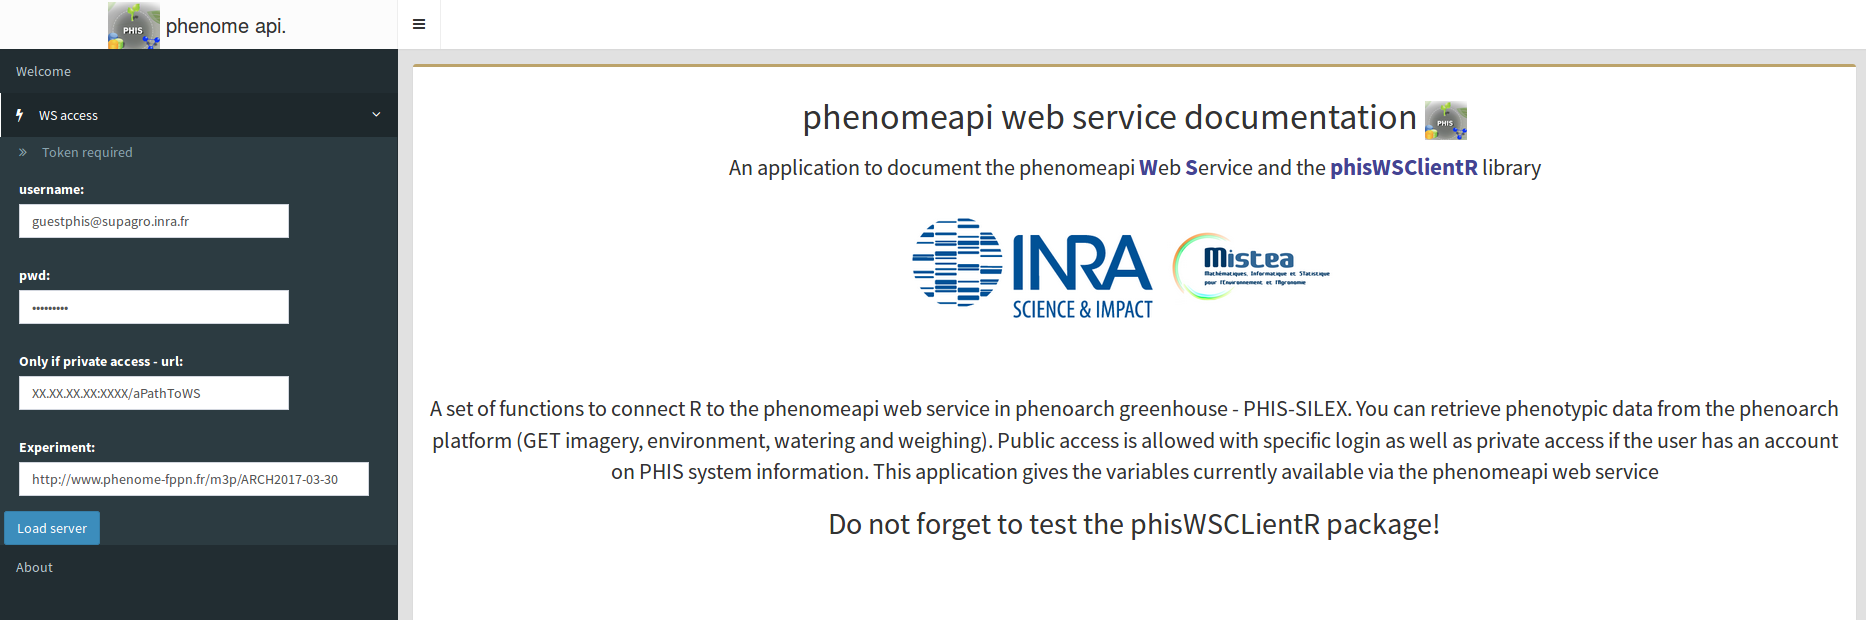 PHIS phenome api.
Welcome
WS access
Token required
username:
guestphis@supagro.inra.fr
pwd:
•••••••••
Only if private access - url:
XX.XX.XX.XX:XXXX/aPathToWS
Experiment:
http://www.phenome-fppn.fr/m3p/ARCH2017-03-30
Load server
About
phenomeapi web service documentation PHIS
An application to document the phenomeapi Web Service and the phisWSClientR library
INRA
SCIENCE & IMPACT
Mistea
Mathématiques, Informatique et STatistique
pour l'Environnement et l'Agronomie
A set of functions to connect R to the phenomeapi web service in phenoarch greenhouse - PHIS-SILEX. You can retrieve phenotypic data from the phenoarch
platform (GET imagery, environment, watering and weighing). Public access is allowed with specific login as well as private access if the user has an account
on PHIS system information. This application gives the variables currently available via the phenomeapi web service
Do not forget to test the phisWSCLientR package!